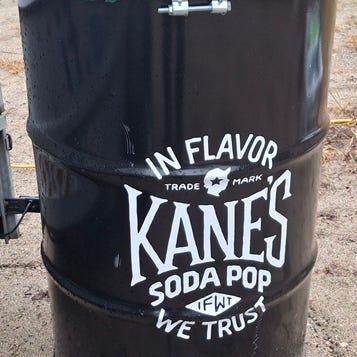 IN FLAVOR
TRADE MARK
KANE'S
SODA POP
IFWT
WE TRUST